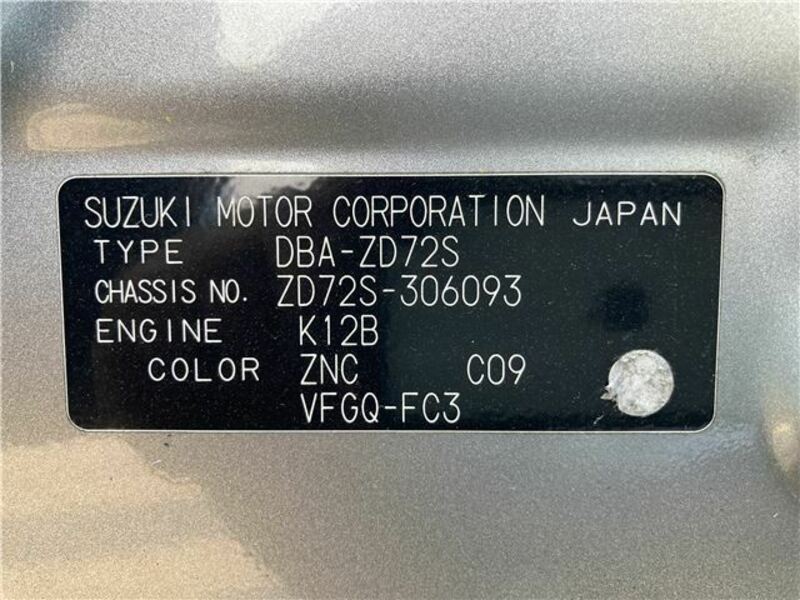 SUZUKI MOTOR CORPORATION JAPAN
TYPE DBA-ZD72S
CHASSIS NO. ZD72S-306093
ENGINE K12B
COLOR ZNC C09
VFGQ-FC3